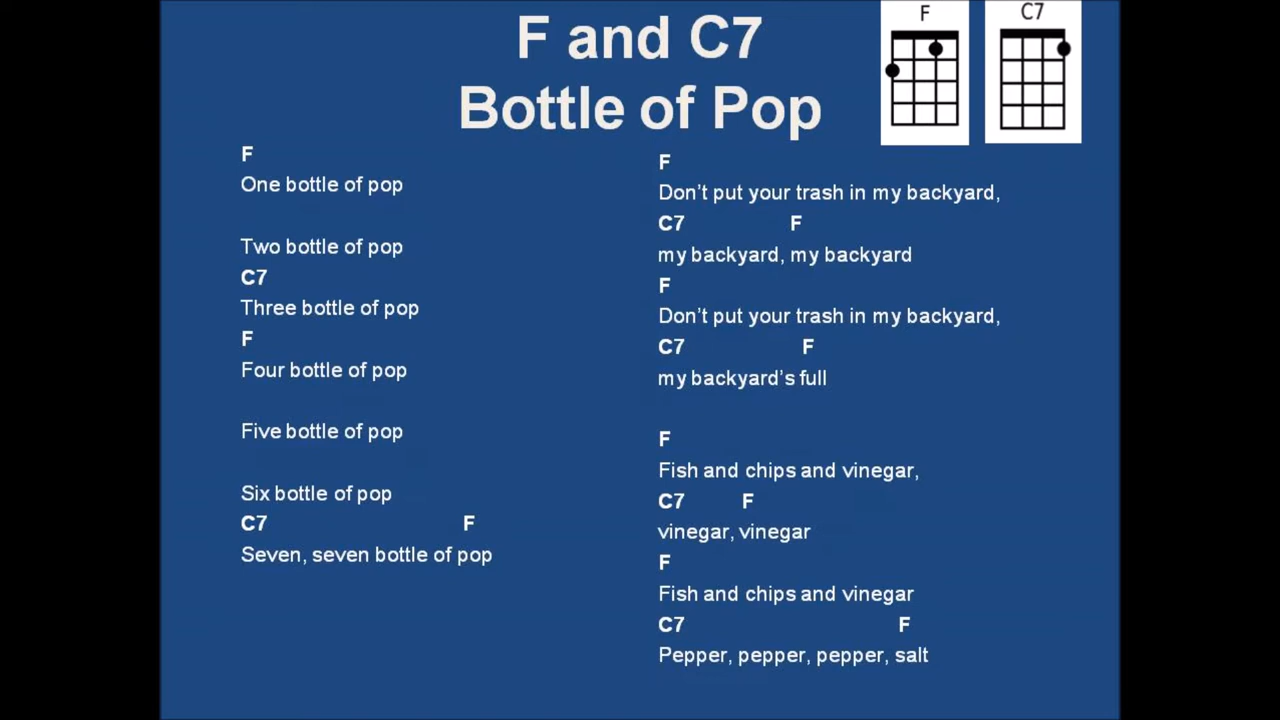 F and C7
Bottle of Pop
F
C7
F
One bottle of pop
Two bottle of pop
C7
Three bottle of pop
F
Four bottle of pop
Five bottle of pop
Six bottle of pop
C7 F
Seven, seven bottle of pop
F
Don’t put your trash in my backyard,
C7 F
my backyard, my backyard
F
Don’t put your trash in my backyard,
C7 F
my backyard’s full
F
Fish and chips and vinegar,
C7 F
vinegar, vinegar
F
Fish and chips and vinegar
C7 F
Pepper, pepper, pepper, salt